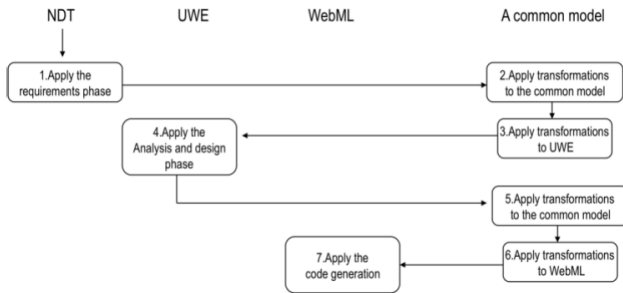 NDT UWE WebML A common model
1.Apply the
requirements phase
2.Apply transformations
to the common model
3.Apply transformations
to UWE
4.Apply the
Analysis and design
phase
5.Apply transformations
to the common model
6.Apply transformations
to WebML
7.Apply the
code generation